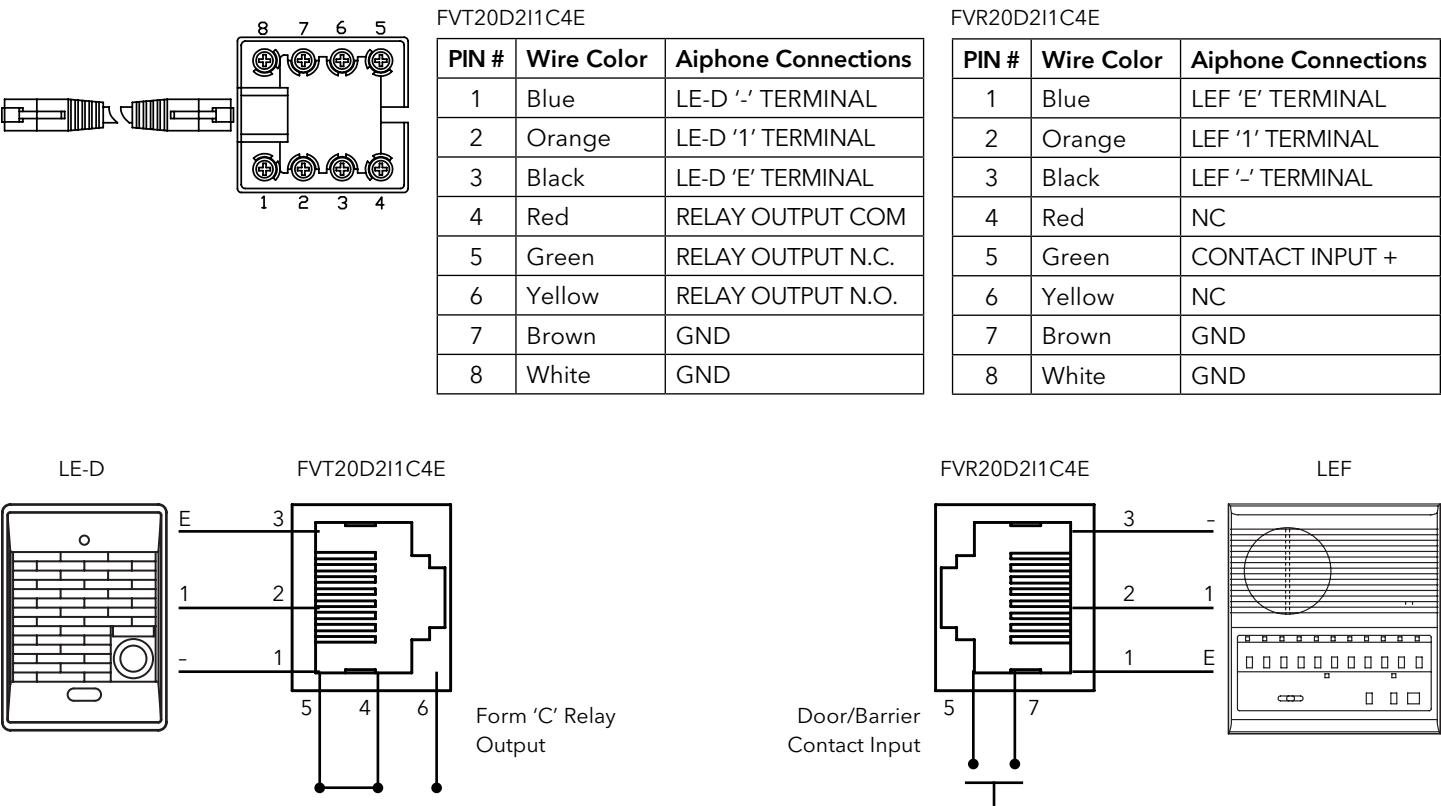 8 7 6 5
1 2 3 4
FVT20D2I1C4E
PIN # Wire Color Aiphone Connections
1 Blue LE-D '-' TERMINAL
2 Orange LE-D '1' TERMINAL
3 Black LE-D 'E' TERMINAL
4 Red RELAY OUTPUT COM
5 Green RELAY OUTPUT N.C.
6 Yellow RELAY OUTPUT N.O.
7 Brown GND
8 White GND
FVR20D2I1C4E
PIN # Wire Color Aiphone Connections
1 Blue LEF 'E' TERMINAL
2 Orange LEF '1' TERMINAL
3 Black LEF '–' TERMINAL
4 Red NC
5 Green CONTACT INPUT +
6 Yellow NC
7 Brown GND
8 White GND
LE-D FVT20D2I1C4E
E 3
1 2
– 1
5 4 6
Form 'C' Relay
Output
FVR20D2I1C4E LEF
3 –
2 1
1 E
5 7
Door/Barrier
Contact Input